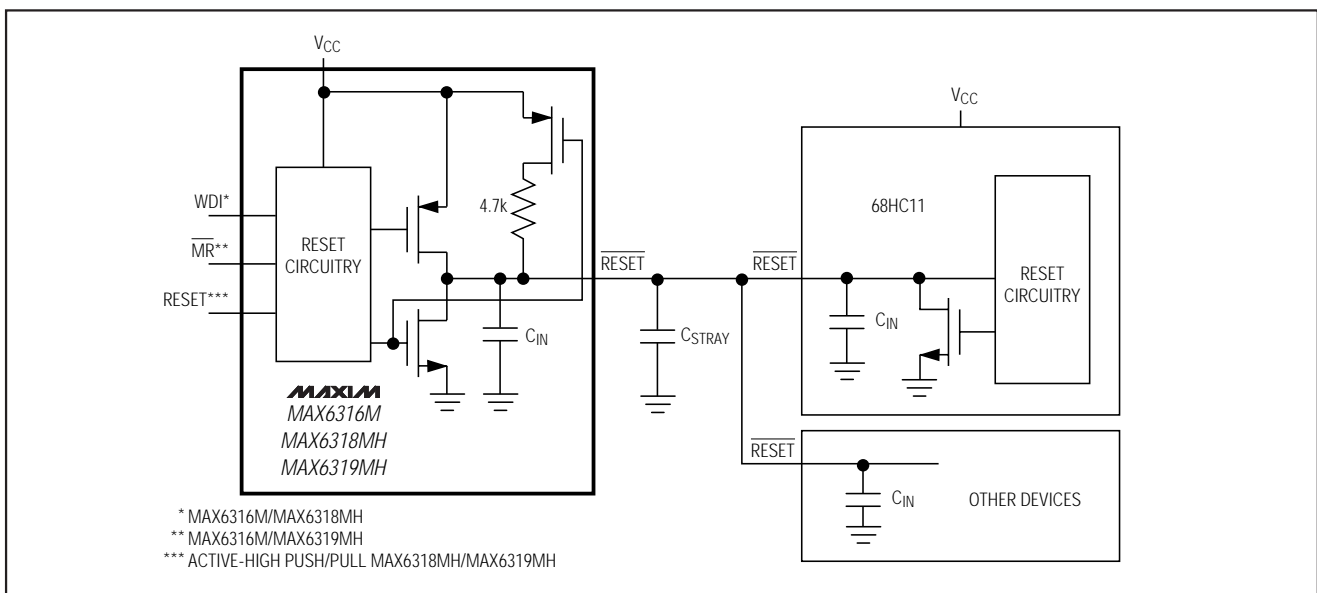 VCC
WDI*
MR**
RESET***
RESET
CIRCUITRY
4.7k
CIN
MAXIM
MAX6316M
MAX6318MH
MAX6319MH
RESET
CSTRAY
RESET
VCC
68HC11
CIN
RESET
CIRCUITRY
RESET
CIN
OTHER DEVICES
* MAX6316M/MAX6318MH
** MAX6316M/MAX6319MH
*** ACTIVE-HIGH PUSH/PULL MAX6318MH/MAX6319MH